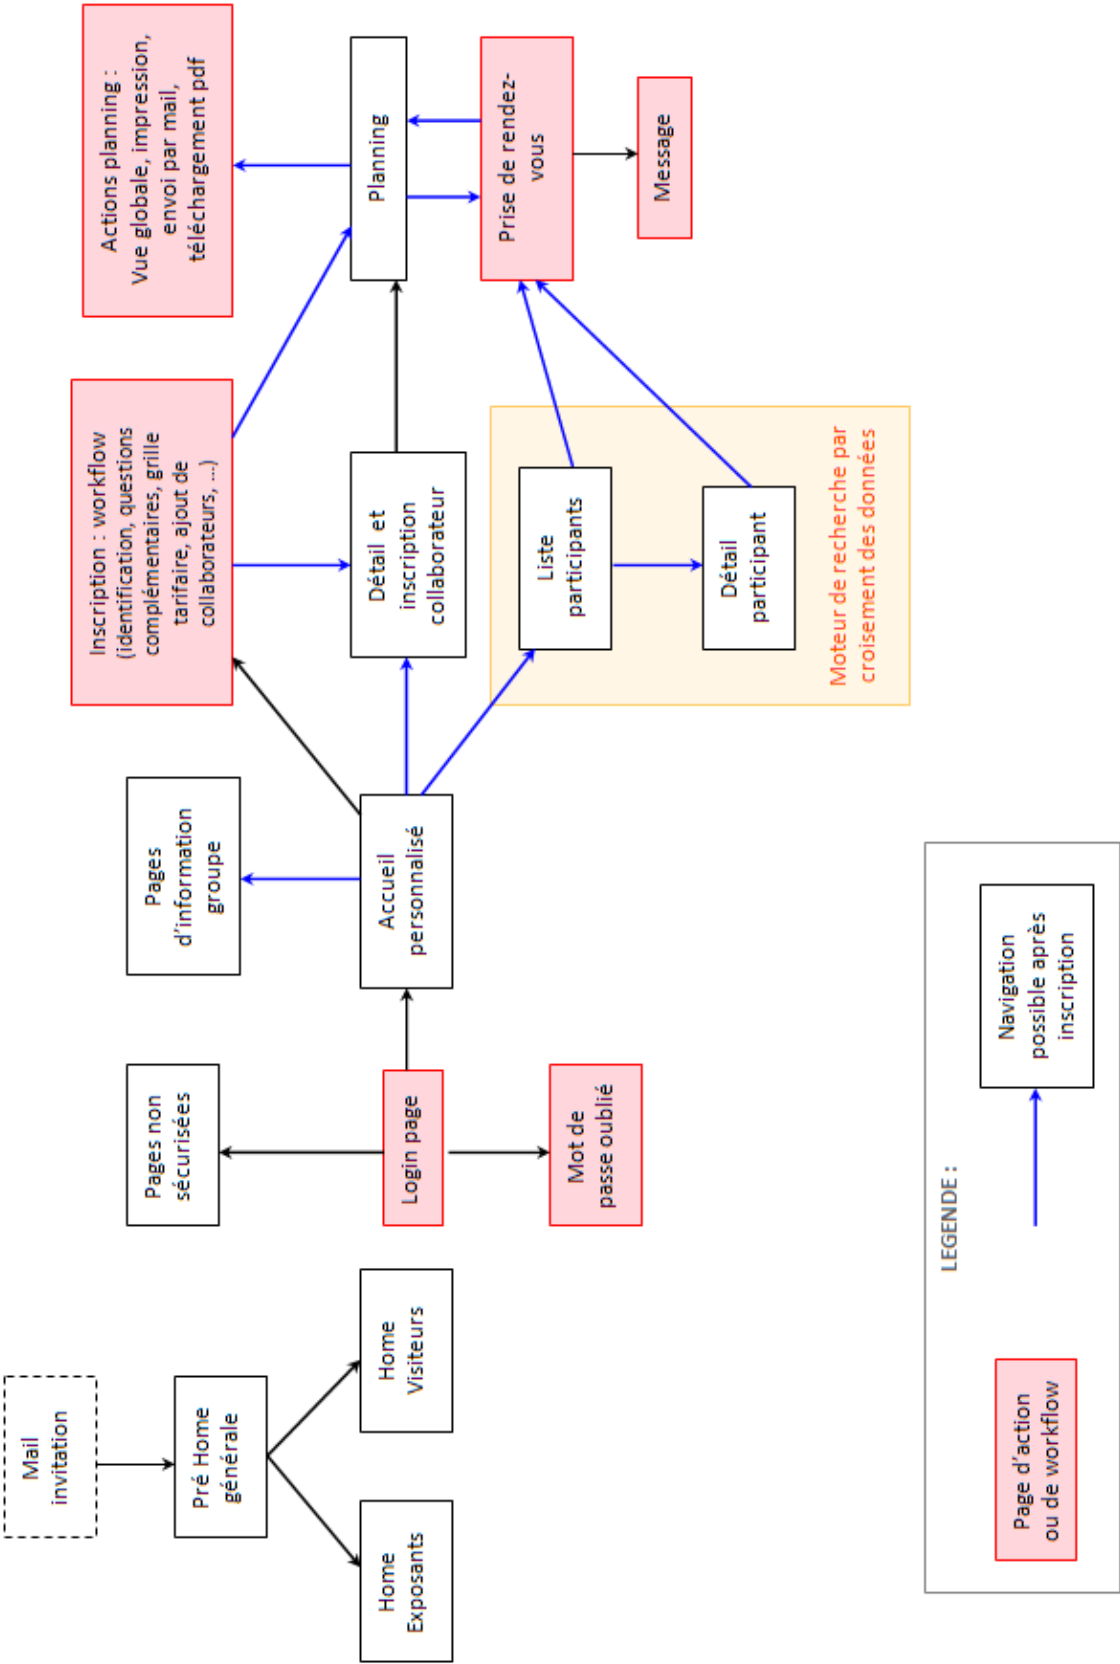 Mail
invitation
Pré Home
générale
Home
Exposants
Home
Visiteurs
Pages non
sécurisées
Login page
Mot de
passe oublié
Pages
d'information
groupe
Accueil
personnalisé
Inscription : workflow
(identification, questions
complémentaires, grille
tarifaire, ajout de
collaborateurs, ...)
Détail et
inscription
collaborateur
Liste
participants
Détail
participant
Moteur de recherche par
croisement des données
Actions planning :
Vue globale, impression,
envoi par mail,
téléchargement pdf
Planning
Prise de rendez-
vous
Message
LEGENDE :
Page d'action
ou de workflow
Navigation
possible après
inscription